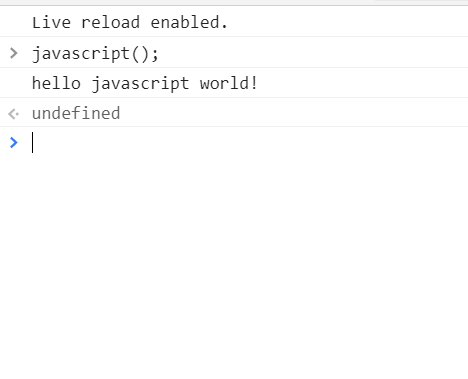 Live reload enabled.
javascript();
hello javascript world!
undefined